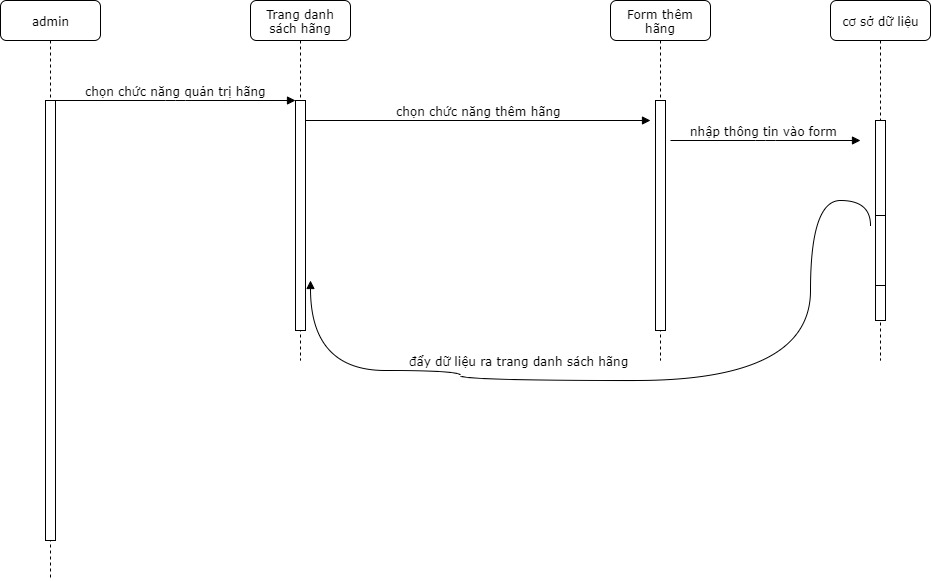 admin
Trang danh
sách hãng
Form thêm
hãng
cơ sở dữ liệu
chọn chức năng quản trị hãng
chọn chức năng thêm hãng
nhập thông tin vào form
đẩy dữ liệu ra trang danh sách hãng